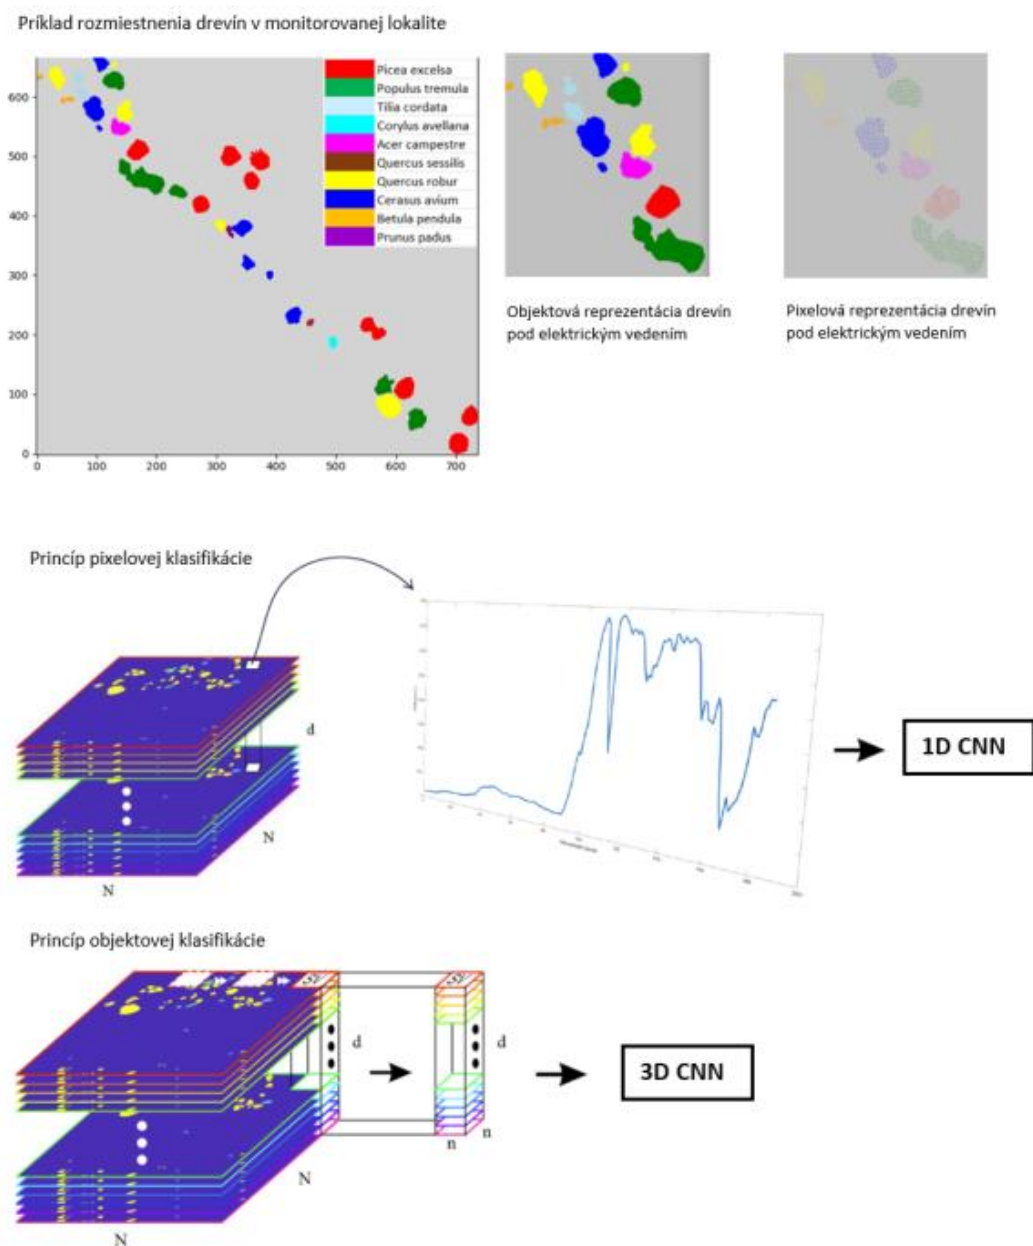 Príklad rozmiestnenia drevín v monitorovanej lokalite
Picea excelsa
Populus tremula
Tilia cordata
Corylus avellana
Acer campestre
Quercus sessilis
Quercus robur
Cerasus avium
Betula pendula
Prunus padus
600
500
400
300
200
100
0
0 100 200 300 400 500 600 700
Objektová reprezentácia drevín
pod elektrickým vedením
Pixelová reprezentácia drevín
pod elektrickým vedením
Princíp pixelovej klasifikácie
d
N
N
1D CNN
Princíp objektovej klasifikácie
d
d
n
n
N
N
3D CNN